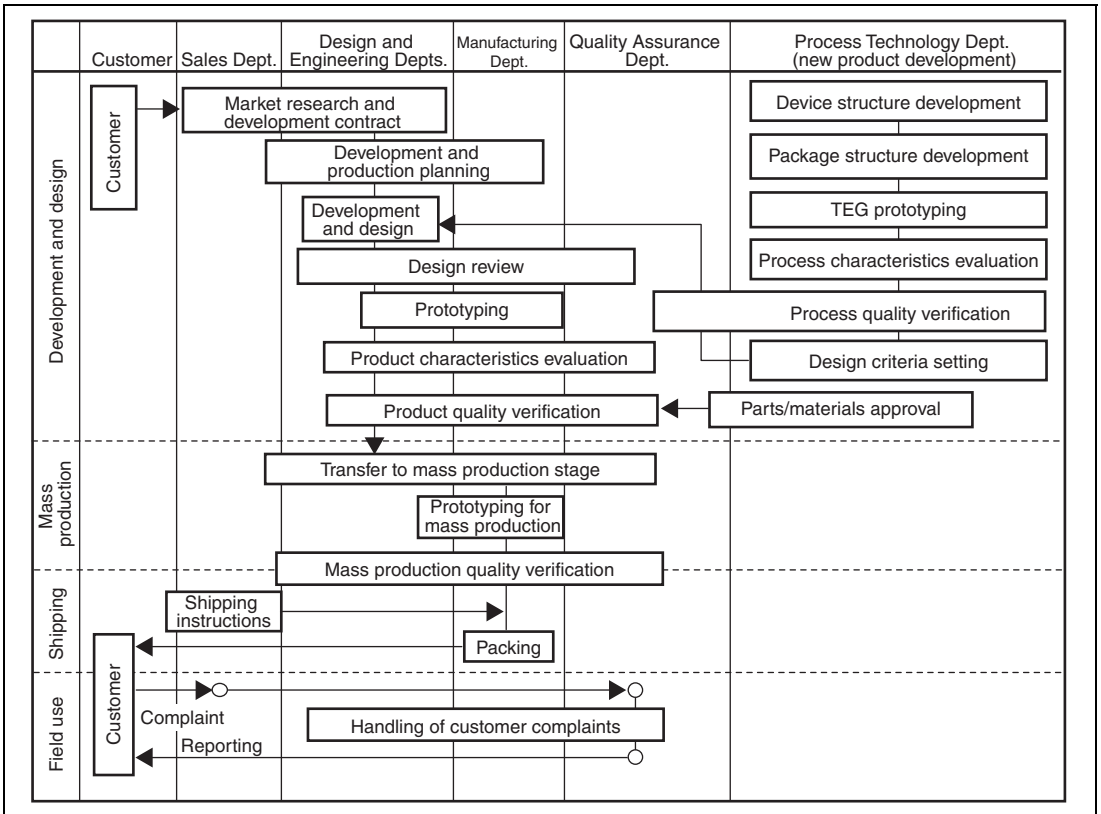 Customer
Sales Dept.
Design and
Engineering Depts.
Manufacturing
Dept.
Quality Assurance
Dept.
Process Technology Dept.
(new product development)
Development and design
Customer
Market research and
development contract
Device structure development
Development and
production planning
Package structure development
Development
and design
TEG prototyping
Design review
Process characteristics evaluation
Prototyping
Process quality verification
Product characteristics evaluation
Design criteria setting
Product quality verification
Parts/materials approval
Mass
production
Transfer to mass production stage
Prototyping for
mass production
Mass production quality verification
Shipping
Shipping
instructions
Packing
Field use
Customer
Complaint
Handling of customer complaints
Reporting